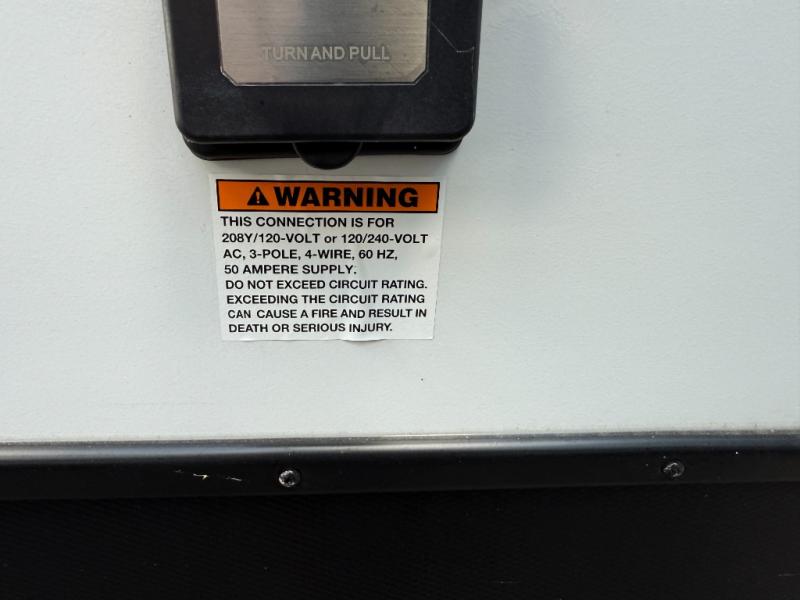 TURN AND PULL
WARNING
THIS CONNECTION IS FOR
208Y/120-VOLT or 120/240-VOLT
AC, 3-POLE, 4-WIRE, 60 HZ,
50 AMPERE SUPPLY.
DO NOT EXCEED CIRCUIT RATING.
EXCEEDING THE CIRCUIT RATING
CAN CAUSE A FIRE AND RESULT IN
DEATH OR SERIOUS INJURY.